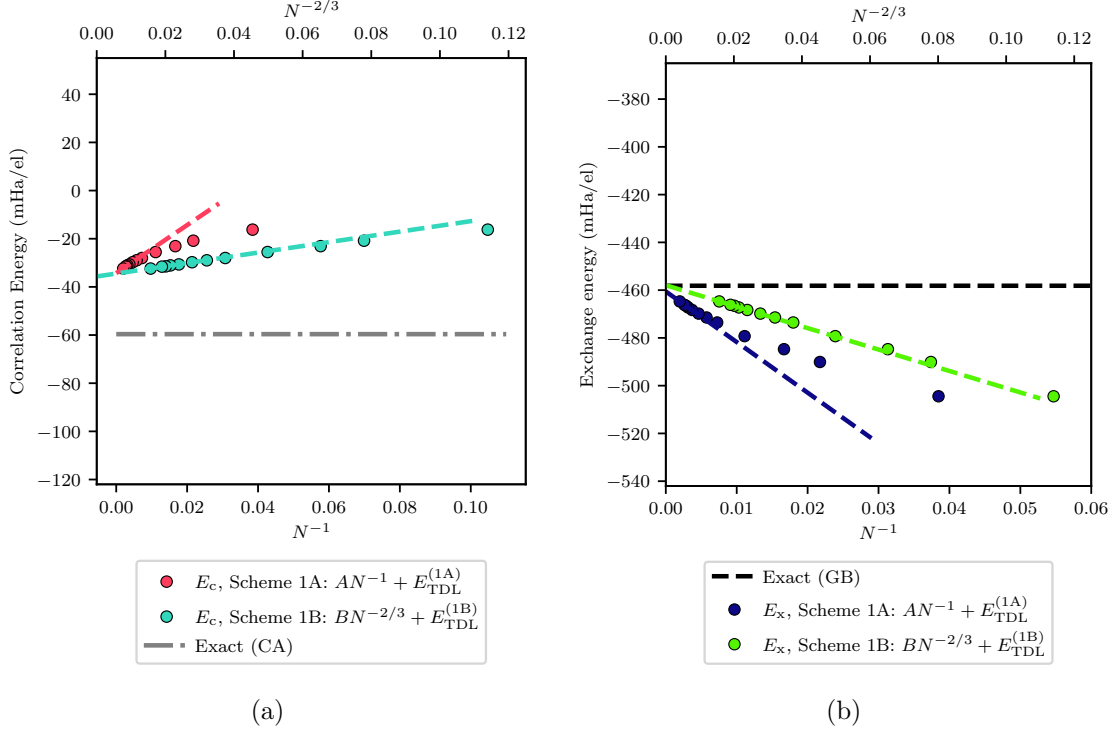 N^{-2/3}
0.00 0.02 0.04 0.06 0.08 0.10 0.12
Correlation Energy (mHa/el)
40
20
0
−20
−40
−60
−80
−100
−120
0.00 0.02 0.04 0.06 0.08 0.10
N^{-1}
E_c, Scheme 1A: AN^{-1} + E_{TDL}^{(1A)}
E_c, Scheme 1B: BN^{-2/3} + E_{TDL}^{(1B)}
Exact (CA)
(a)
N^{-2/3}
0.00 0.02 0.04 0.06 0.08 0.10 0.12
Exchange energy (mHa/el)
−380
−400
−420
−440
−460
−480
−500
−520
−540
0.00 0.01 0.02 0.03 0.04 0.05 0.06
N^{-1}
Exact (GB)
E_x, Scheme 1A: AN^{-1} + E_{TDL}^{(1A)}
E_x, Scheme 1B: BN^{-2/3} + E_{TDL}^{(1B)}
(b)